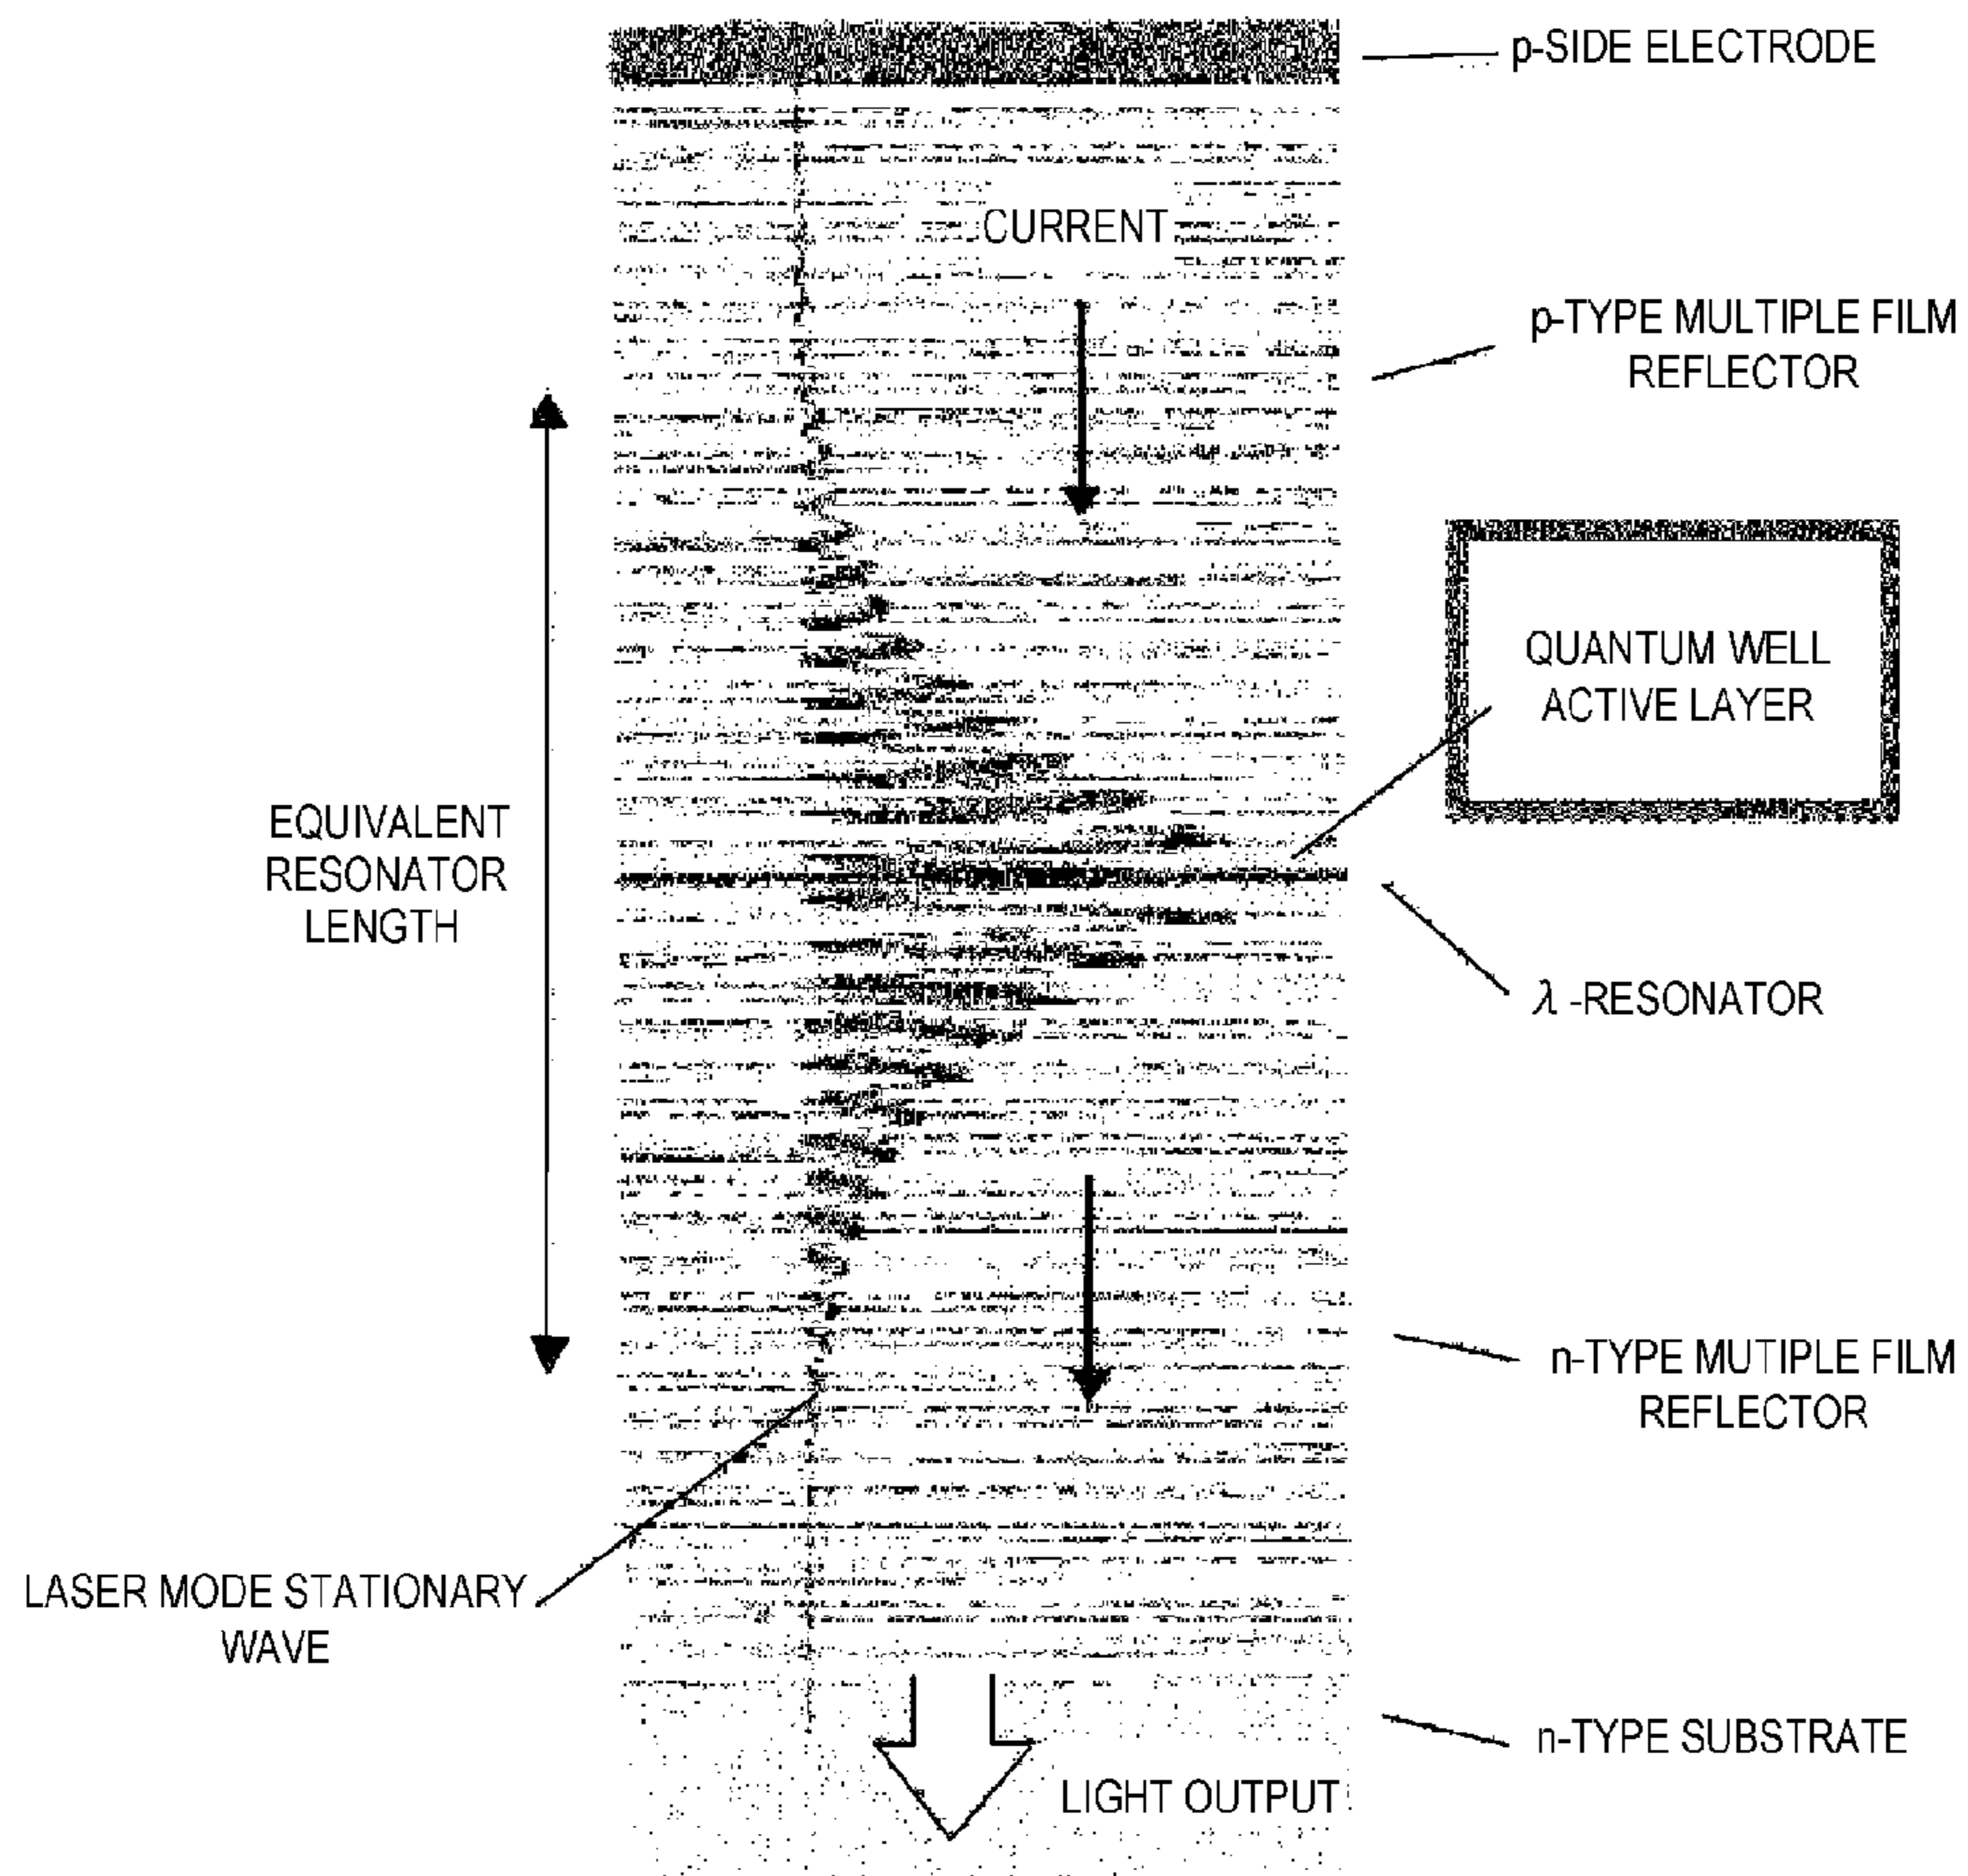 p-SIDE ELECTRODE
CURRENT
p-TYPE MULTIPLE FILM
REFLECTOR
QUANTUM WELL
ACTIVE LAYER
EQUIVALENT
RESONATOR
LENGTH
λ -RESONATOR
n-TYPE MUTIPLE FILM
REFLECTOR
LASER MODE STATIONARY
WAVE
n-TYPE SUBSTRATE
LIGHT OUTPUT